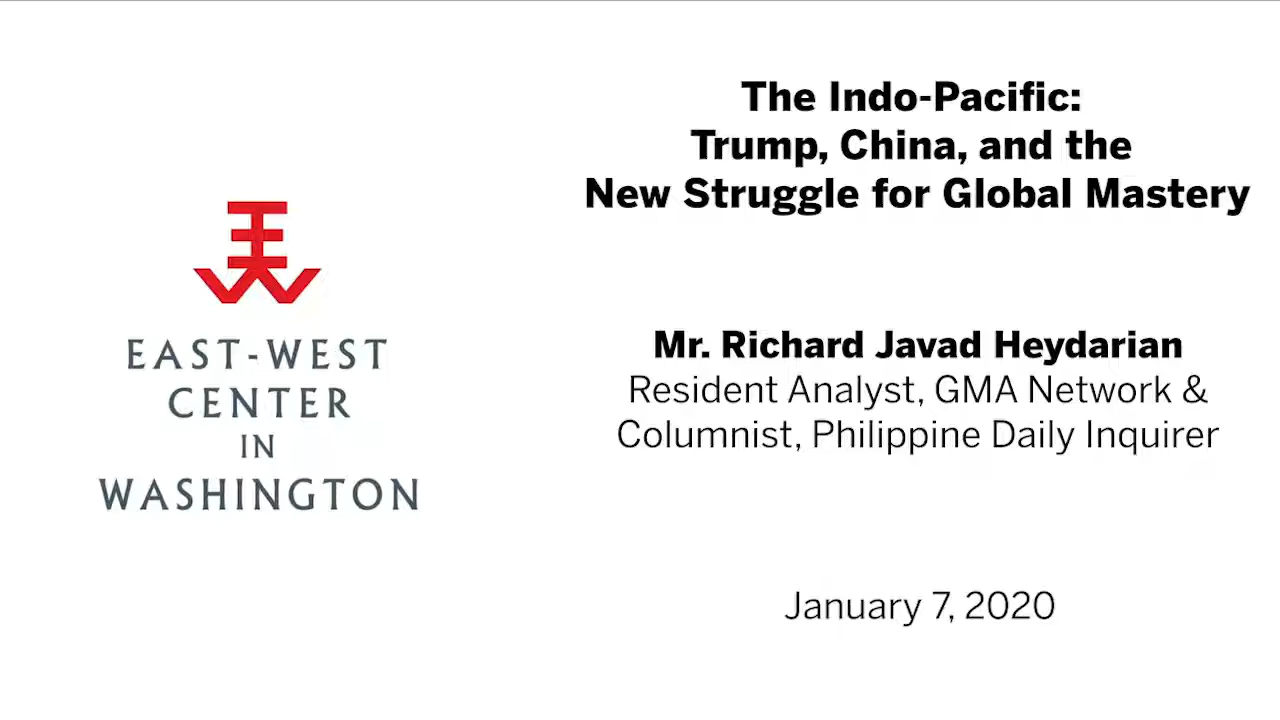 The Indo-Pacific:
Trump, China, and the
New Struggle for Global Mastery
EAST-WEST
CENTER
IN
WASHINGTON
Mr. Richard Javad Heydarian
Resident Analyst, GMA Network &
Columnist, Philippine Daily Inquirer
January 7, 2020